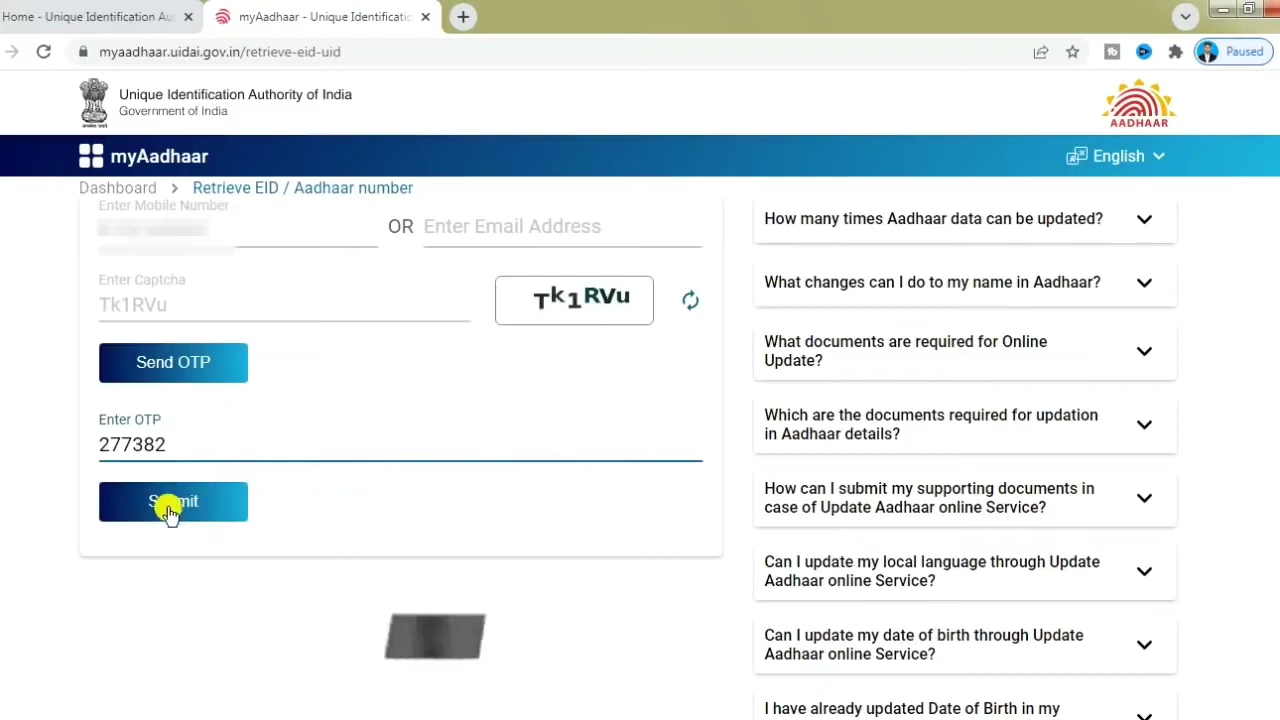 Home - Unique Identification Au
myAadhaar - Unique Identificatic
myaadhaar.uidai.gov.in/retrieve-eid-uid
Paused
Unique Identification Authority of India
Government of India
AADHAAR
myAadhaar
English
Dashboard > Retrieve EID / Aadhaar number
Enter Mobile Number
OR
Enter Email Address
Enter Captcha
Tk1RVu
Tk1RVu
Send OTP
Enter OTP
277382
Submit
How many times Aadhaar data can be updated?
What changes can I do to my name in Aadhaar?
What documents are required for Online
Update?
Which are the documents required for updation
in Aadhaar details?
How can I submit my supporting documents in
case of Update Aadhaar online Service?
Can I update my local language through Update
Aadhaar online Service?
Can I update my date of birth through Update
Aadhaar online Service?
I have already updated Date of Birth in my